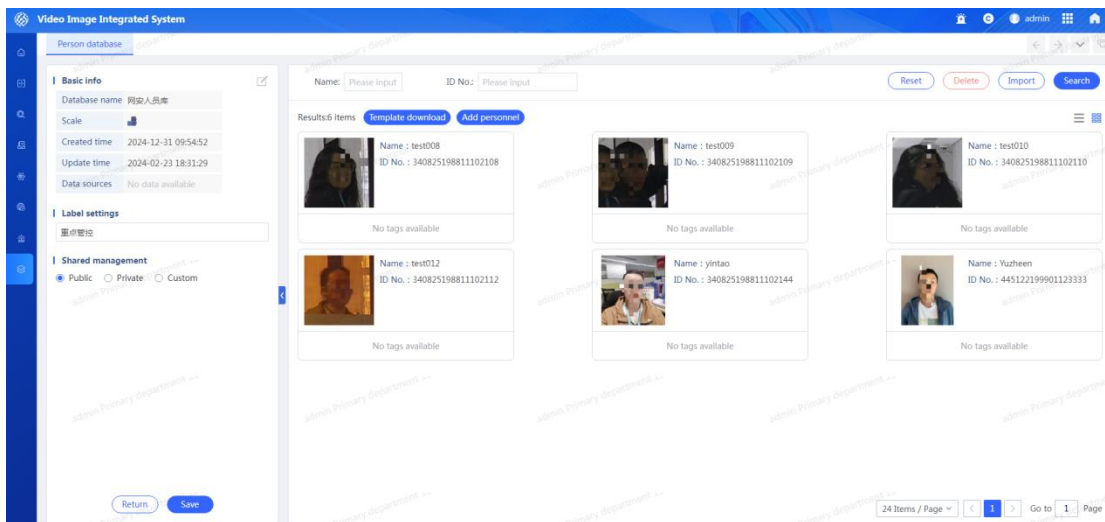 Video Image Integrated System
admin
Person database
Basic info
Database name 网安人员库
Scale
Created time 2024-12-31 09:54:52
Update time 2024-02-23 18:31:29
Data sources No data available
Label settings
重点管控
Shared management
Public Private Custom
Return Save
Name: Please input ID No.: Please input
Reset Delete Import Search
Results:6 items Template download Add personnel
Name : test008
ID No. : 340825198811102108
No tags available
Name : test009
ID No. : 340825198811102109
No tags available
Name : test010
ID No. : 340825198811102110
No tags available
Name : test012
ID No. : 340825198811102112
No tags available
Name : yintao
ID No. : 340825198811102144
No tags available
Name : Yuzheen
ID No. : 445122199901123333
No tags available
admin Primary department
24 Items / Page 1 Go to 1 Page